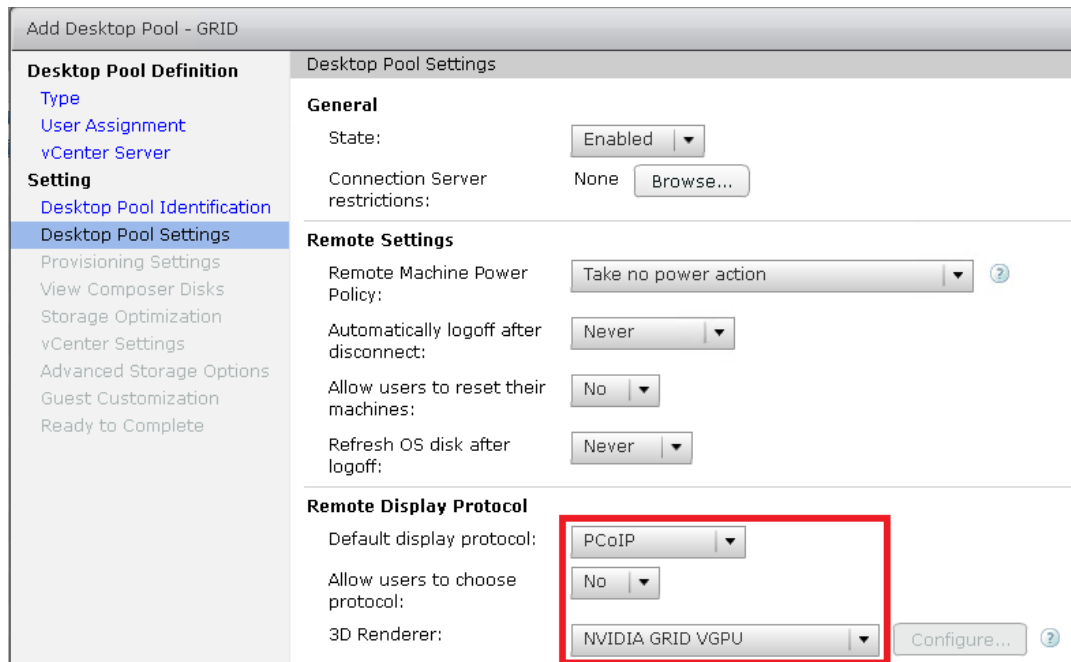 Add Desktop Pool - GRID
Desktop Pool Definition
Type
User Assignment
vCenter Server
Setting
Desktop Pool Identification
Desktop Pool Settings
Provisioning Settings
View Composer Disks
Storage Optimization
vCenter Settings
Advanced Storage Options
Guest Customization
Ready to Complete
Desktop Pool Settings
General
State: Enabled
Connection Server None Browse...
restrictions:
Remote Settings
Remote Machine Power Take no power action ?
Policy:
Automatically logoff after Never
disconnect:
Allow users to reset their No
machines:
Refresh OS disk after Never
logoff:
Remote Display Protocol
Default display protocol: PCoIP
Allow users to choose No
protocol:
3D Renderer: NVIDIA GRID VGPU Configure... ?